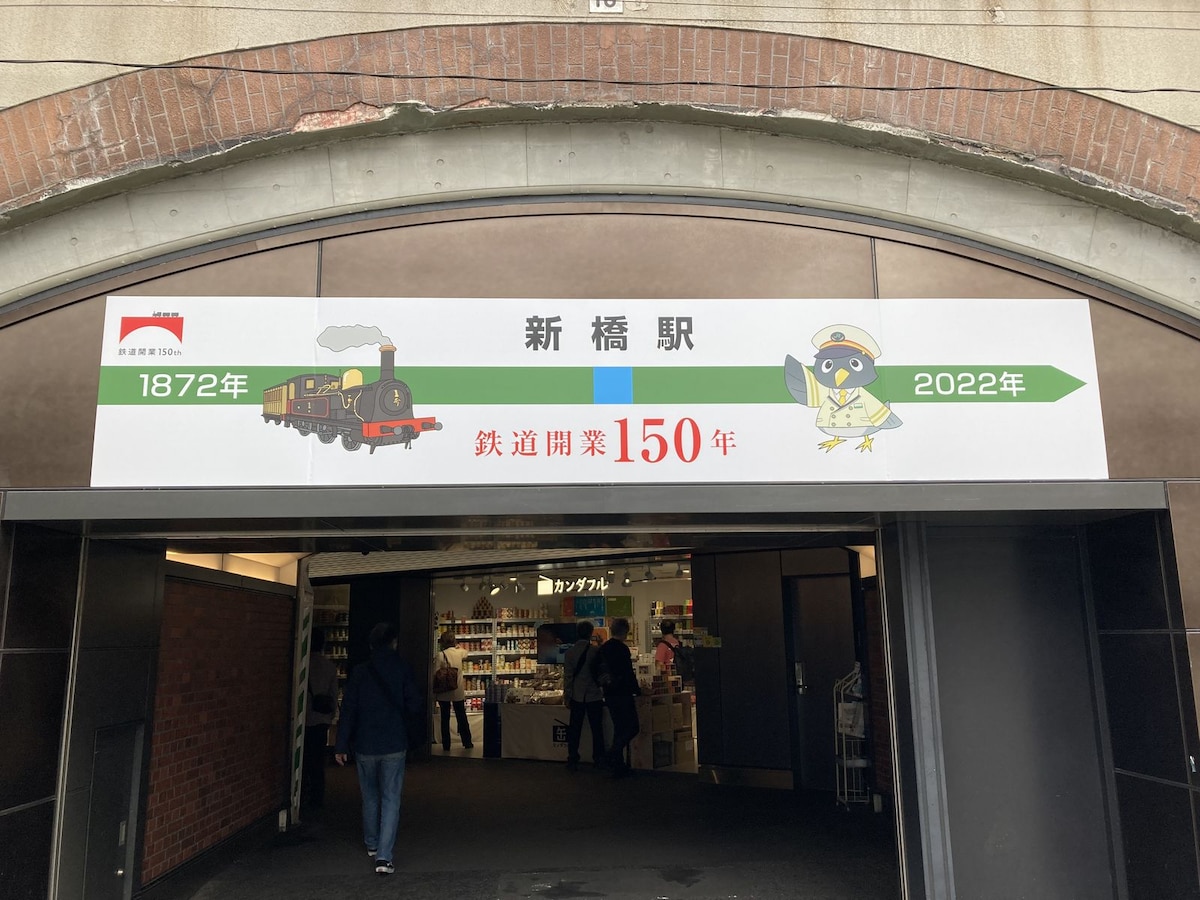 新橋駅
鉄道開業150th
1872年
2022年
鉄道開業150年
カンダフル
缶